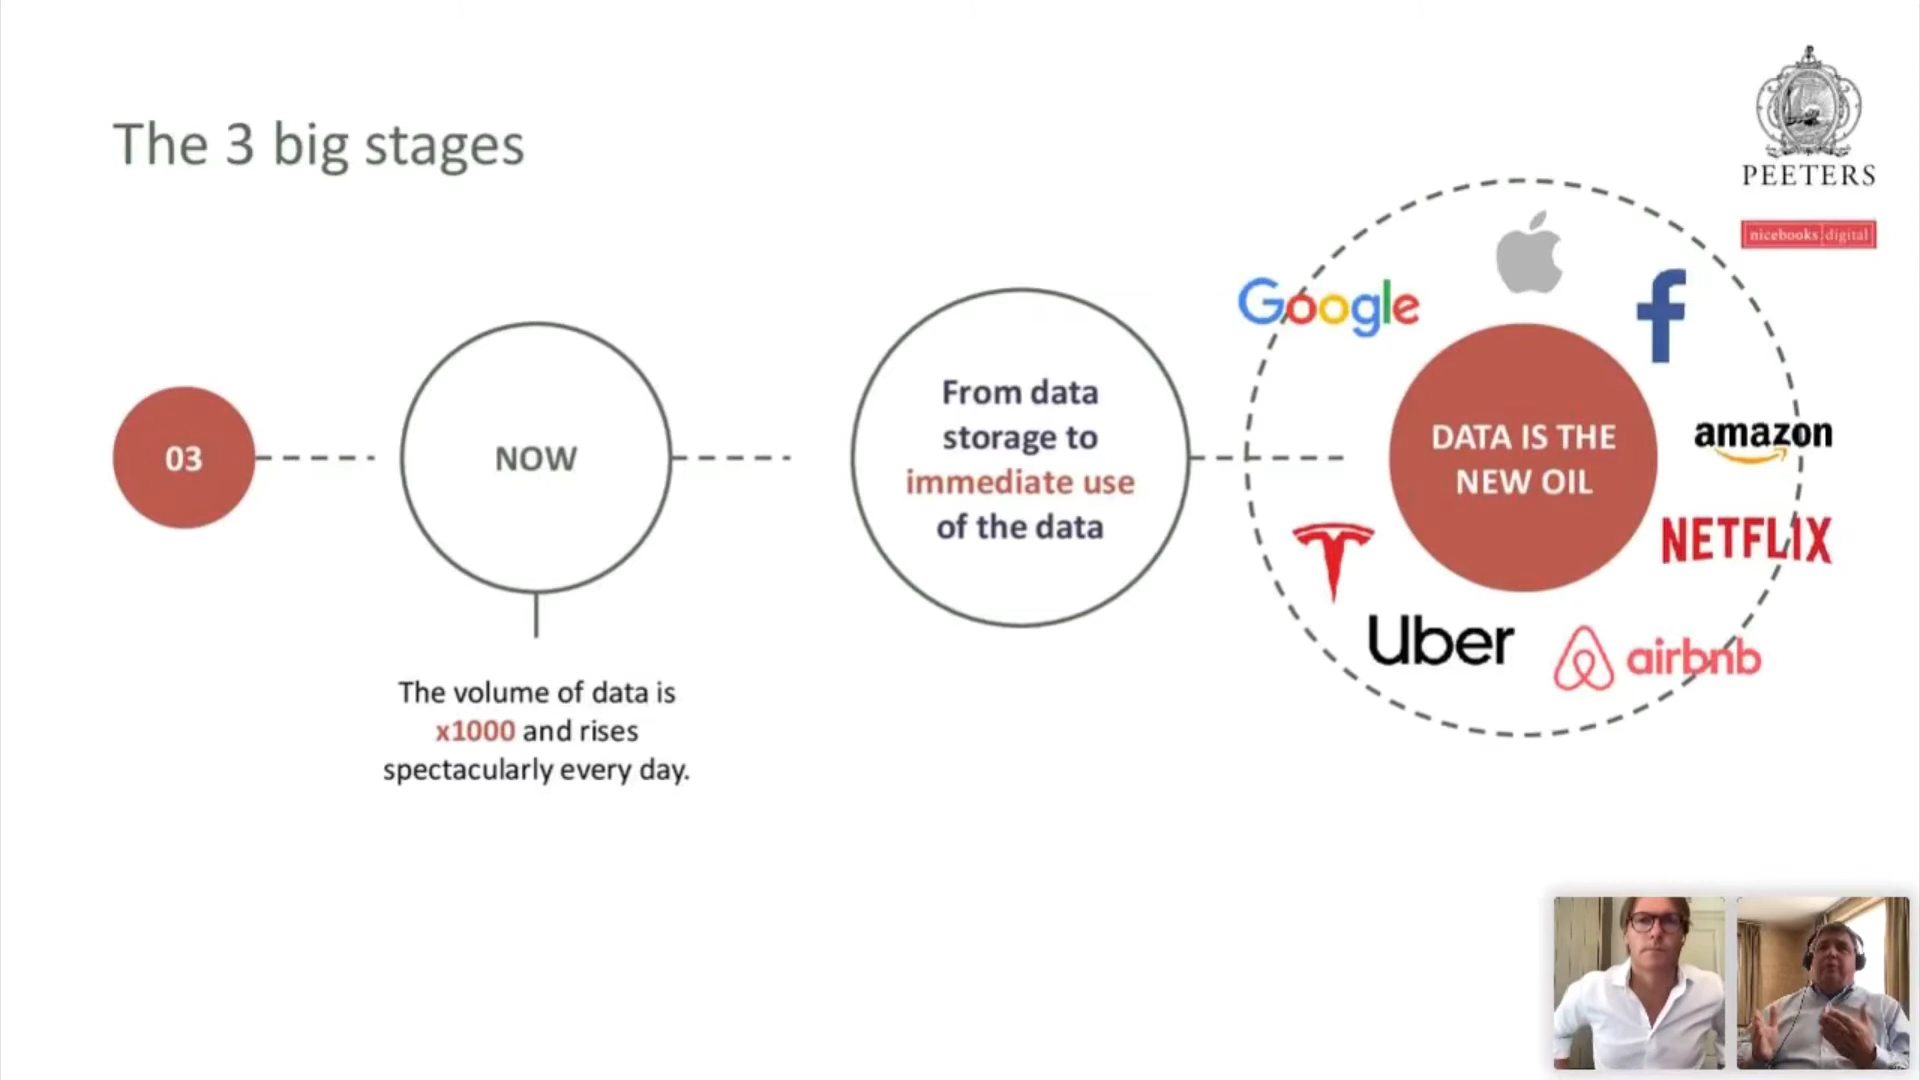 The 3 big stages
PEETERS
nicebooks digital
03
NOW
The volume of data is
x1000 and rises
spectacularly every day.
From data
storage to
immediate use
of the data
DATA IS THE
NEW OIL
Google
amazon
NETFLIX
airbnb
Uber